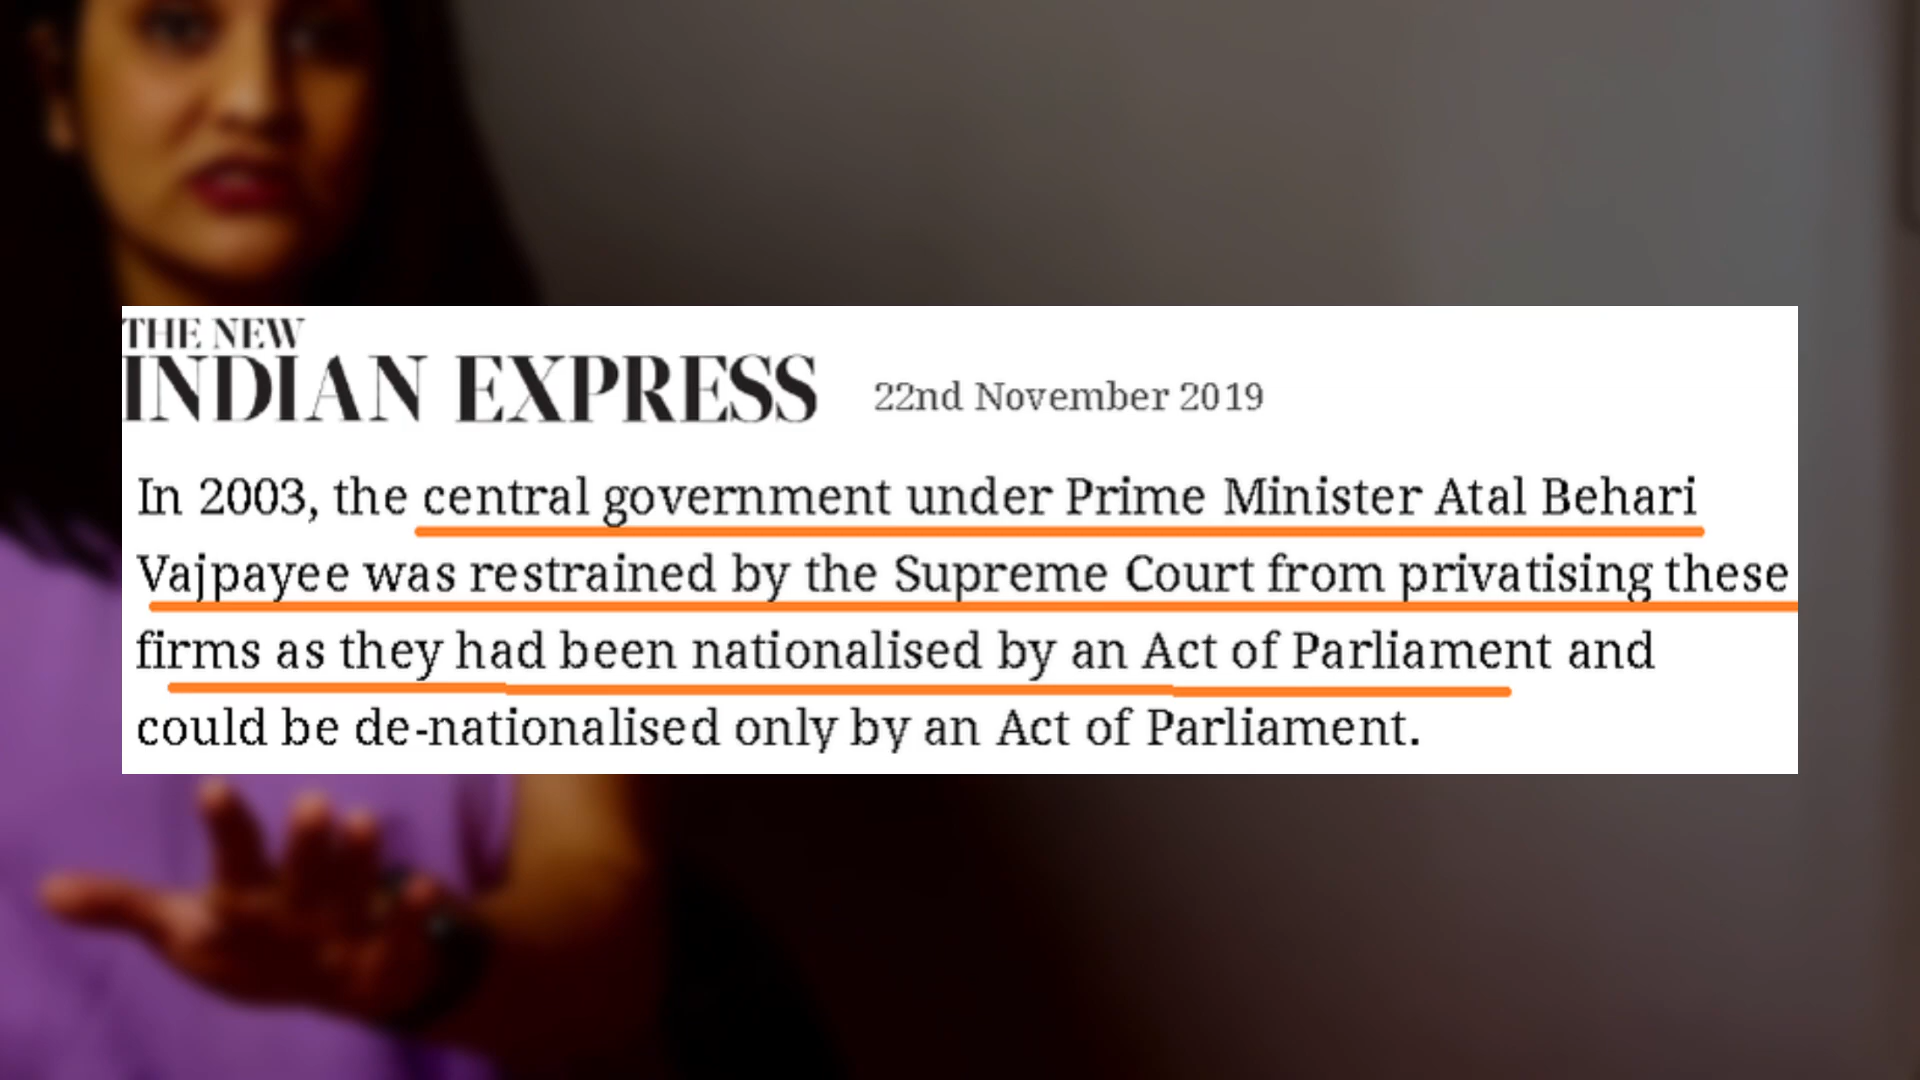 THE NEW
INDIAN EXPRESS
22nd November 2019
In 2003, the central government under Prime Minister Atal Behari
Vajpayee was restrained by the Supreme Court from privatising these
firms as they had been nationalised by an Act of Parliament and
could be de-nationalised only by an Act of Parliament.